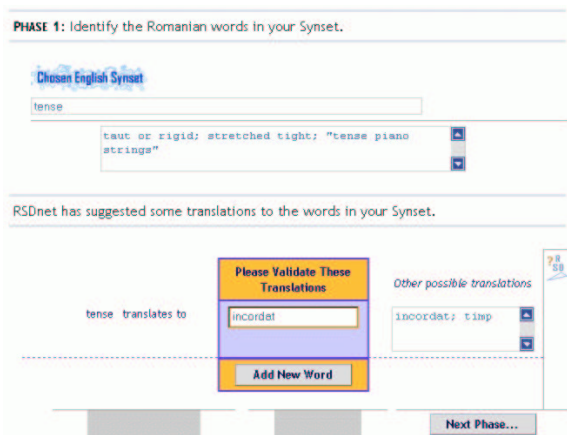 PHASE 1: Identify the Romanian words in your Synset.
Chosen English Synset
tense
taut or rigid; stretched tight; "tense piano
strings"
RSDnet has suggested some translations to the words in your Synset.
Please Validate These
Translations
Other possible translations
tense translates to
incordat
incordat; timp
Add New Word
Next Phase...